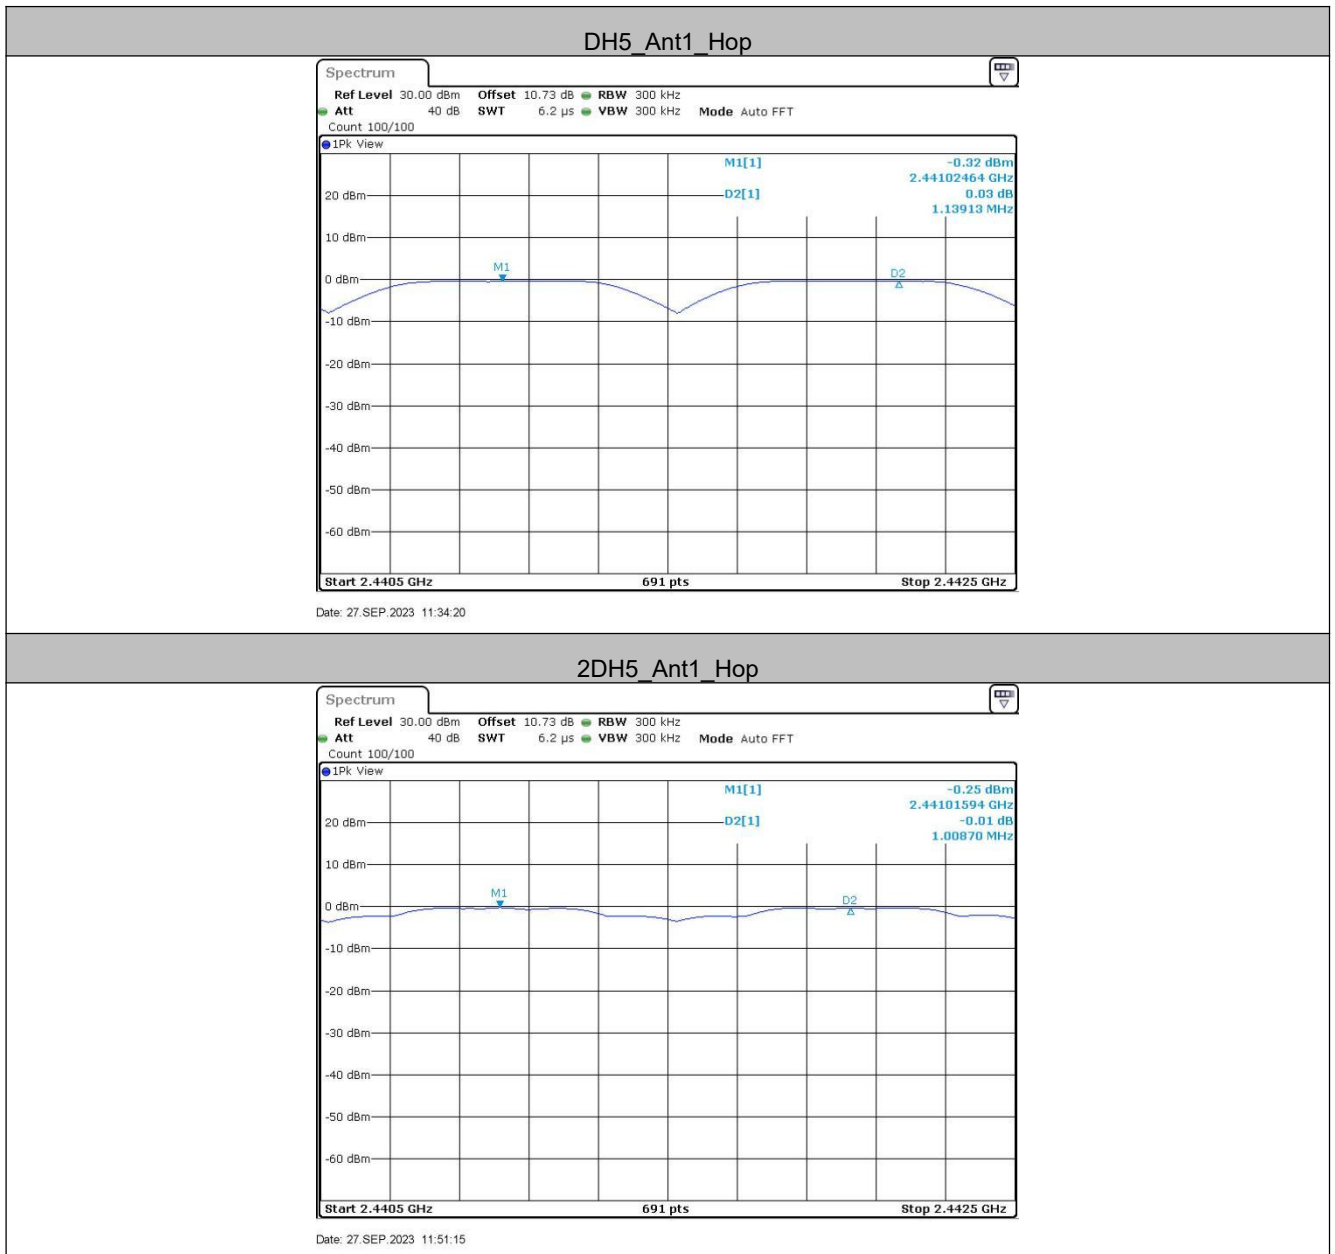 DH5_Ant1_Hop
Spectrum
Ref Level 30.00 dBm Offset 10.73 dB RBW 300 kHz
Att 40 dB SWT 6.2 µs VBW 300 kHz Mode Auto FFT
Count 100/100
1Pk View
M1[1] -0.32 dBm
2.44102464 GHz
20 dBm D2[1] 0.03 dB
1.13913 MHz
10 dBm
M1
D2
0 dBm
-10 dBm
-20 dBm
-30 dBm
-40 dBm
-50 dBm
-60 dBm
Start 2.4405 GHz 691 pts Stop 2.4425 GHz
Date: 27.SEP.2023 11:34:20
2DH5_Ant1_Hop
Spectrum
Ref Level 30.00 dBm Offset 10.73 dB RBW 300 kHz
Att 40 dB SWT 6.2 µs VBW 300 kHz Mode Auto FFT
Count 100/100
1Pk View
M1[1] -0.25 dBm
2.44101594 GHz
20 dBm D2[1] -0.01 dB
1.00870 MHz
10 dBm
M1
D2
0 dBm
-10 dBm
-20 dBm
-30 dBm
-40 dBm
-50 dBm
-60 dBm
Start 2.4405 GHz 691 pts Stop 2.4425 GHz
Date: 27.SEP.2023 11:51:15